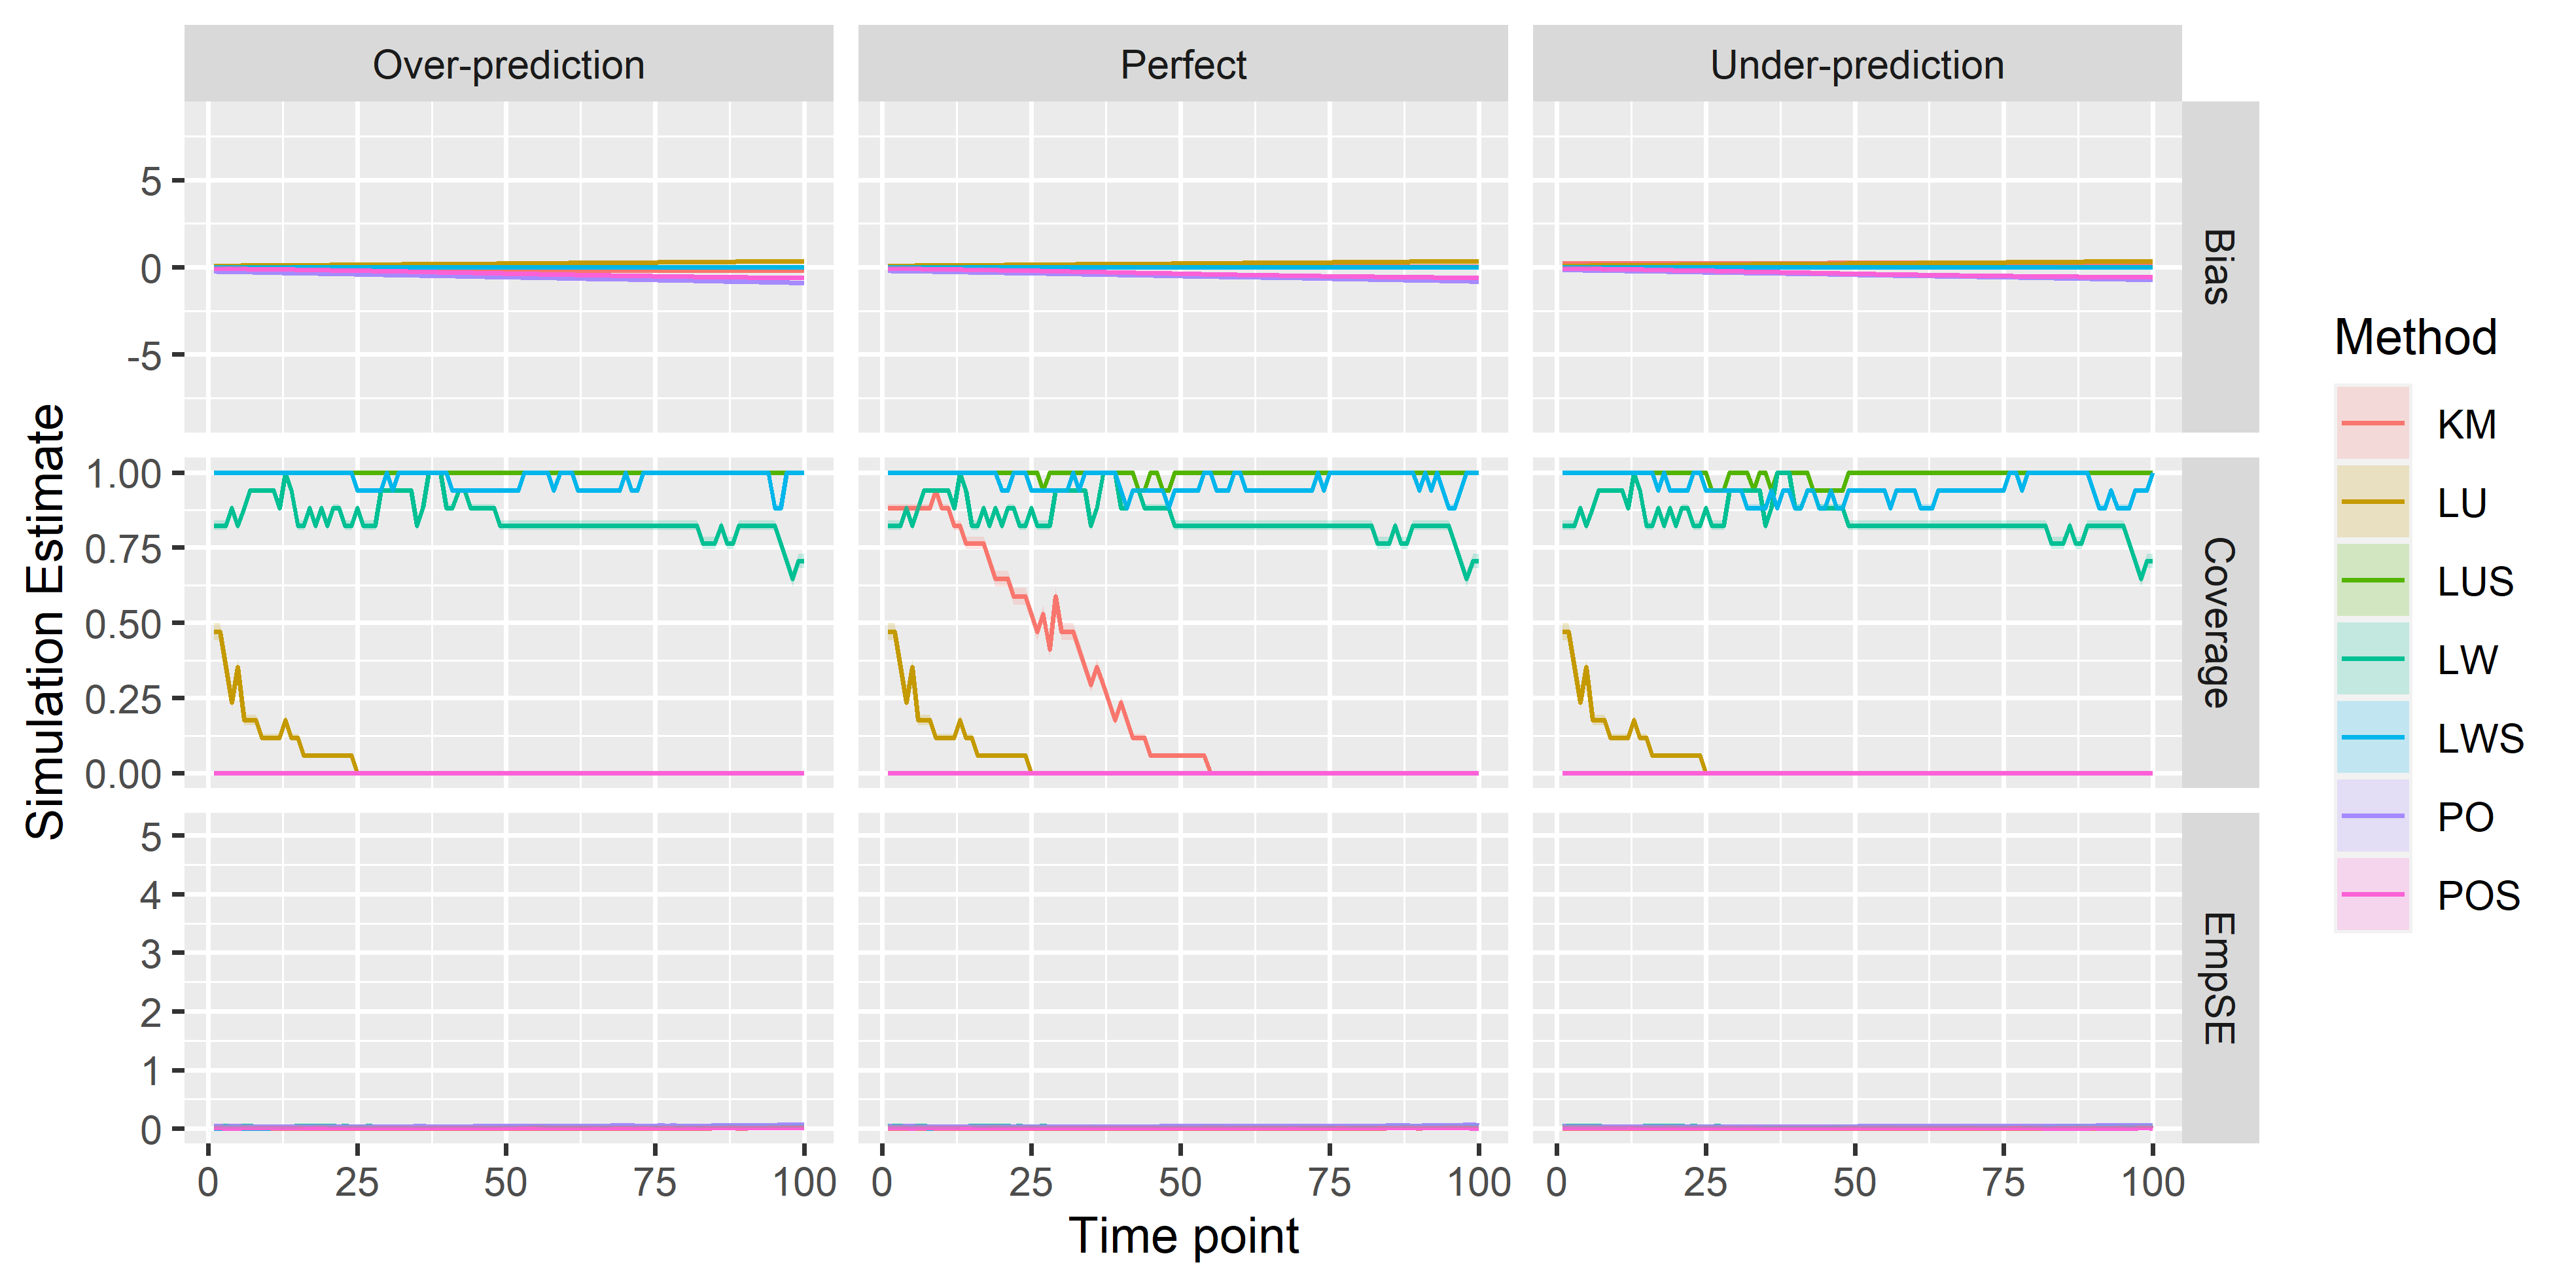 Over-prediction
Perfect
Under-prediction
5
0
-5
Bias
1.00
0.75
0.50
0.25
0.00
Coverage
5
4
3
2
1
0
EmpSE
0 25 50 75 100
0 25 50 75 100
0 25 50 75 100
Time point
Simulation Estimate
Method
KM
LU
LUS
LW
LWS
PO
POS